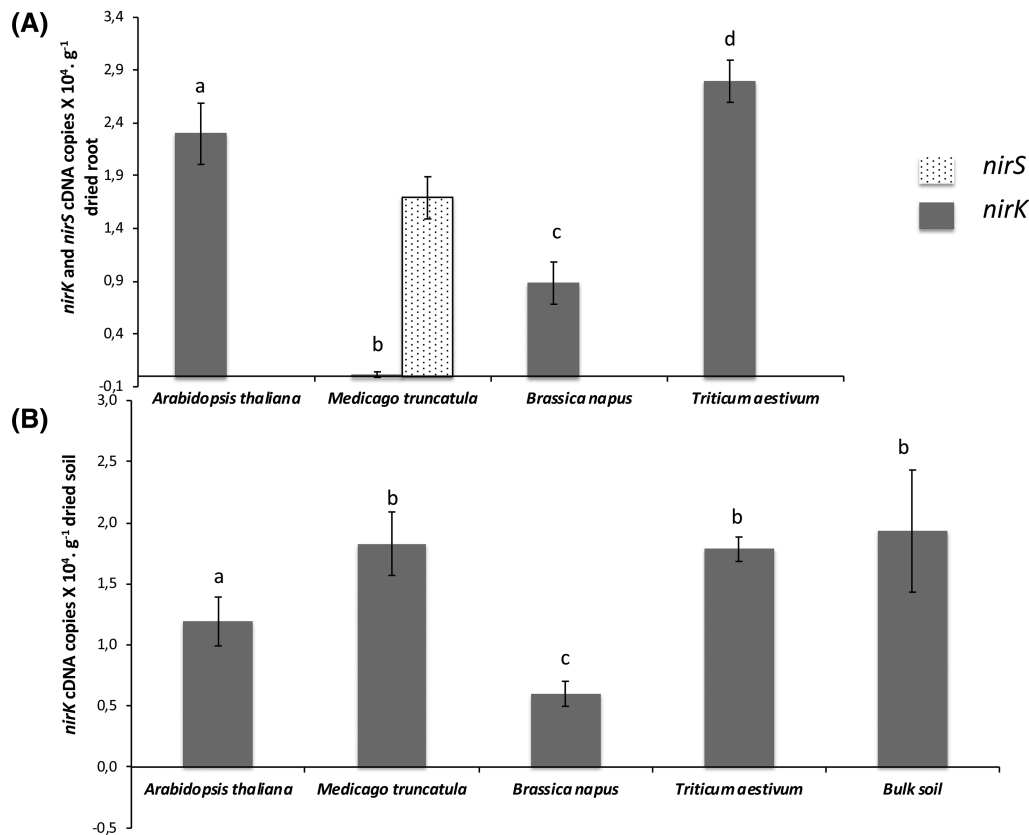 (A)
nirK and nirS cDNA copies X 10⁴. g⁻¹
dried root
3,4
2,9
2,4
1,9
1,4
0,9
0,4
-0,1
a
b
c
d
nirS
nirK
Arabidopsis thaliana Medicago truncatula Brassica napus Triticum aestivum
(B)
nirK cDNA copies X 10⁴. g⁻¹ dried soil
3,0
2,5
2,0
1,5
1,0
0,5
0,0
-0,5
a
b
c
b
b
Arabidopsis thaliana Medicago truncatula Brassica napus Triticum aestivum Bulk soil